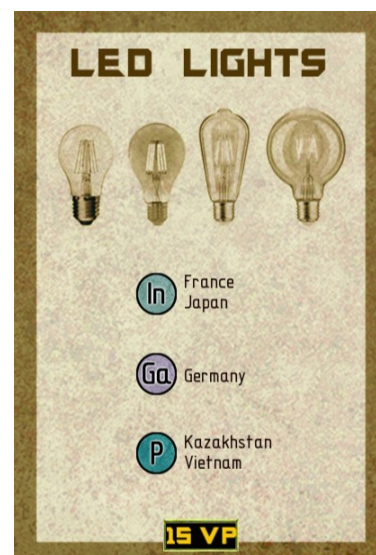 LED LIGHTS
In
France
Japan
Ga
Germany
P
Kazakhstan
Vietnam
15 VP